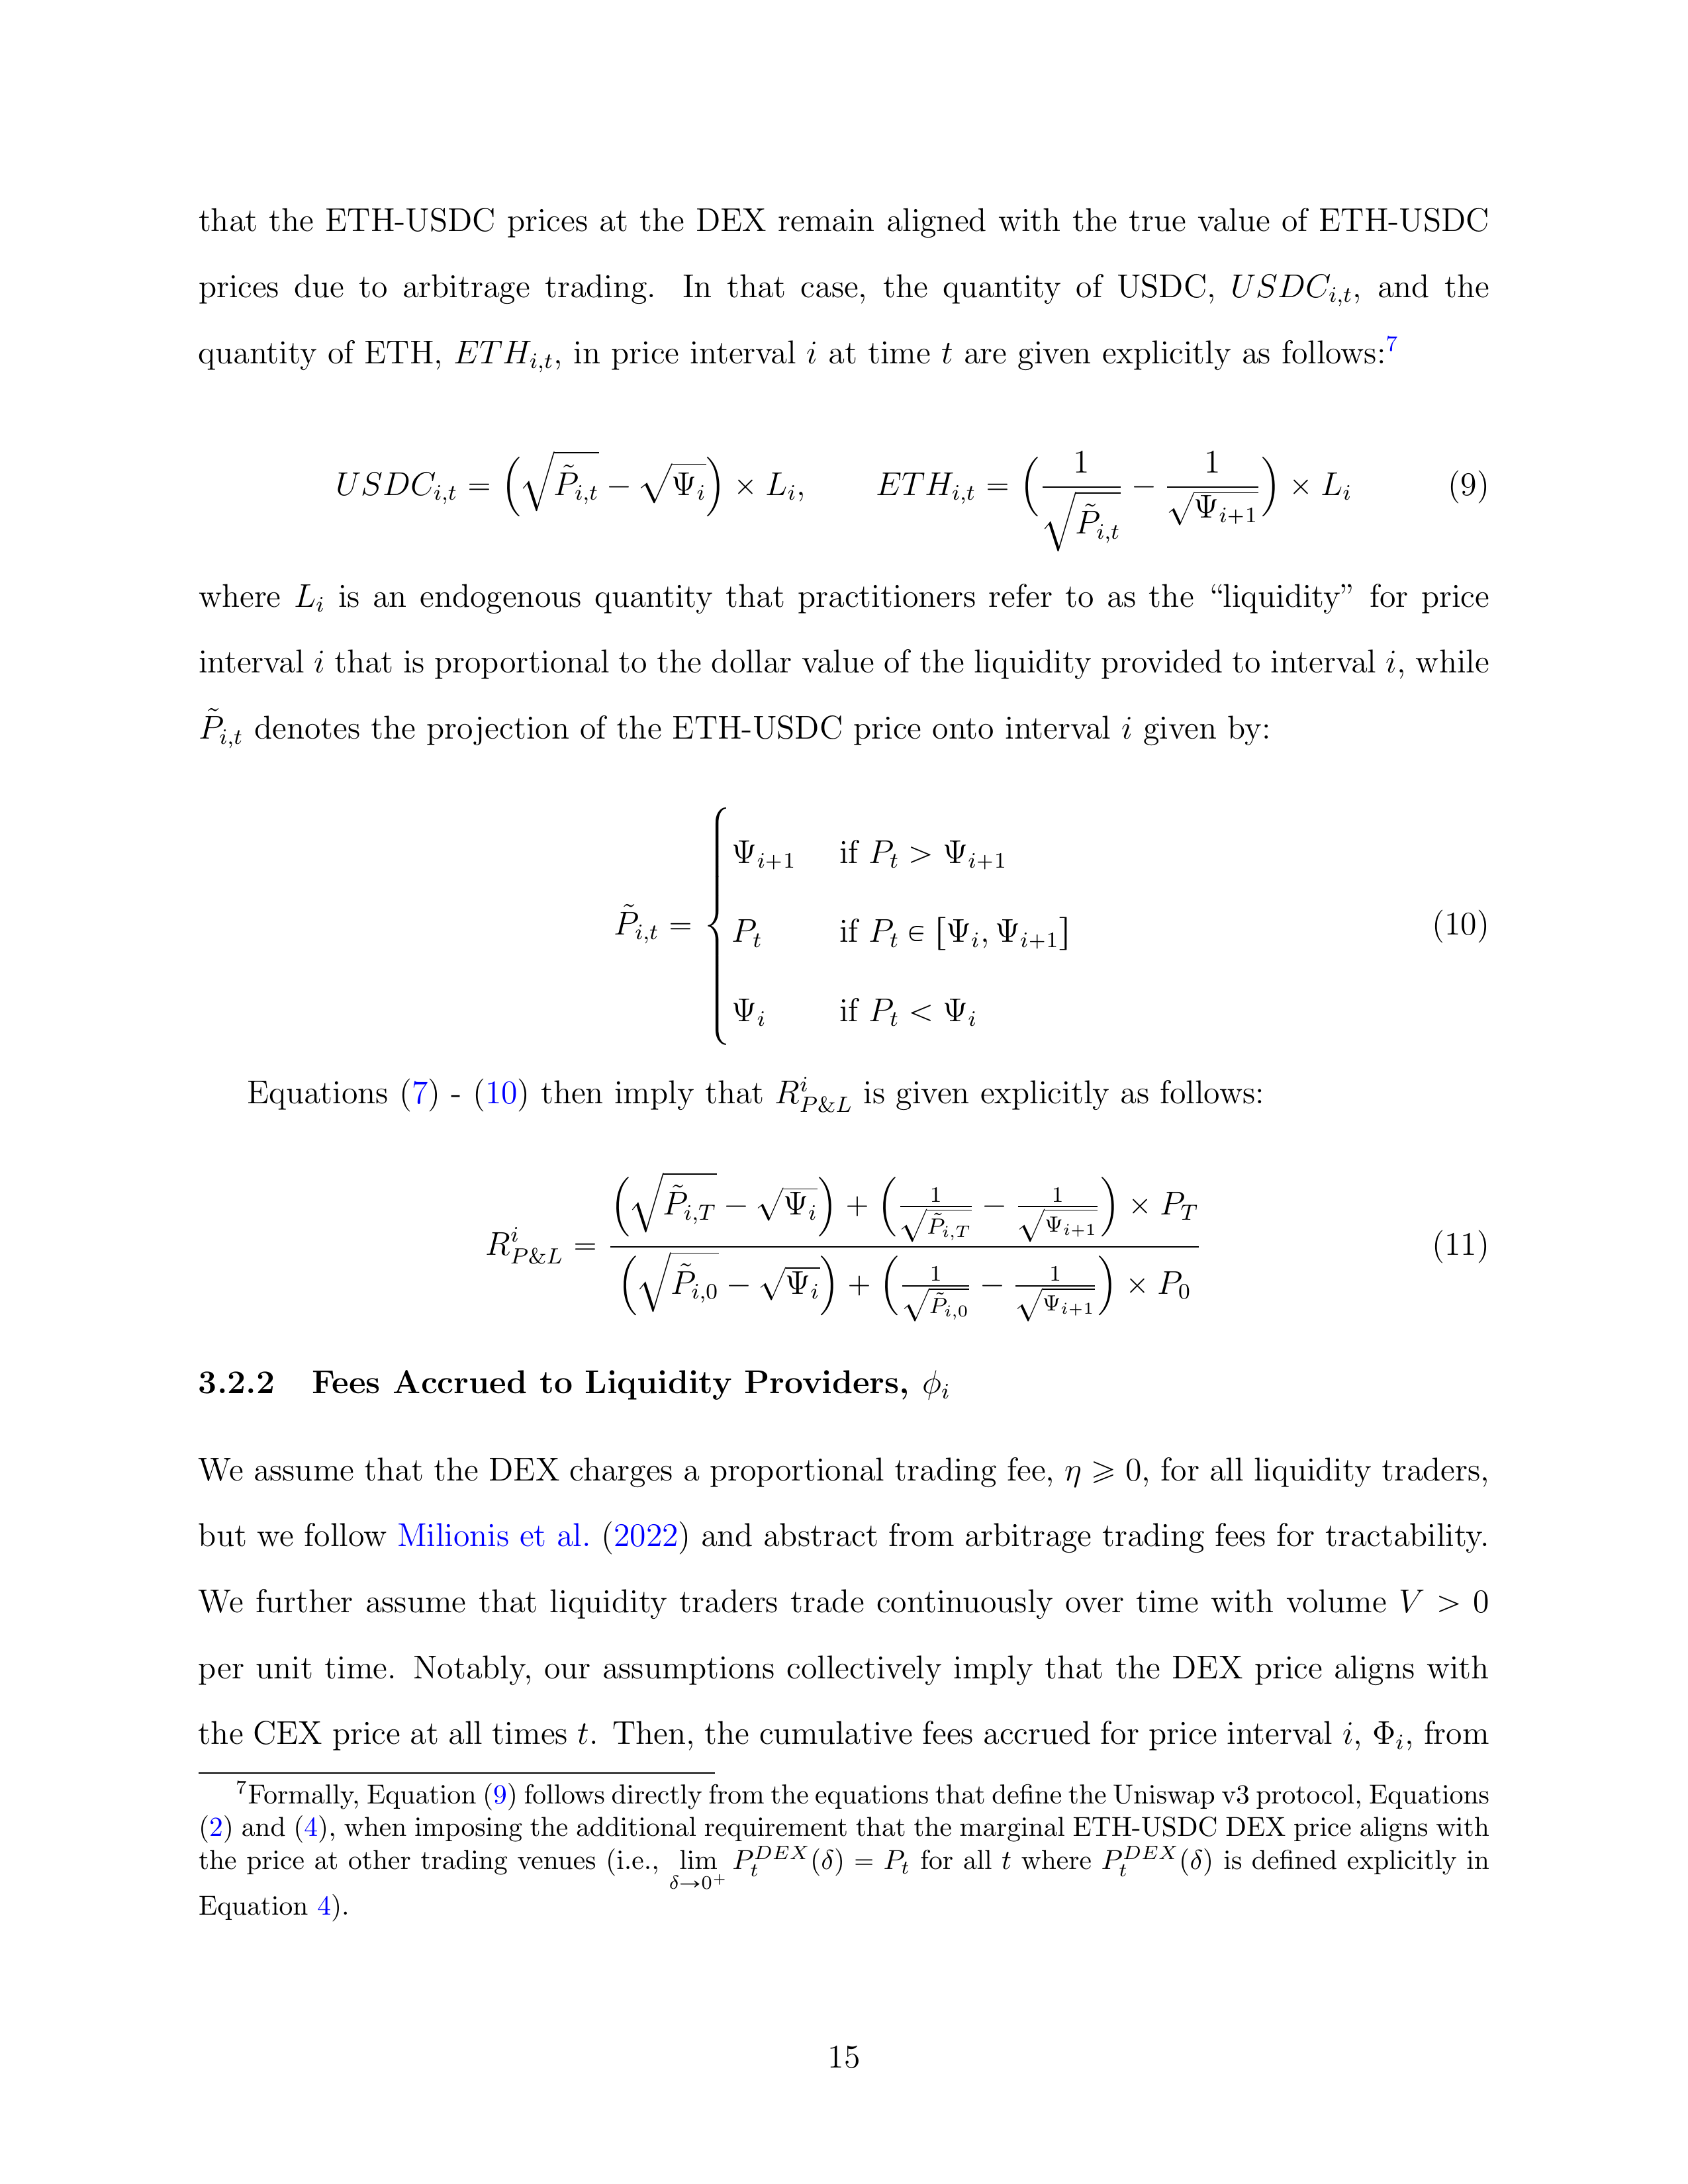 that the ETH-USDC prices at the DEX remain aligned with the true value of ETH-USDC
prices due to arbitrage trading. In that case, the quantity of USDC, $USDC_{i,t}$, and the
quantity of ETH, $ETH_{i,t}$, in price interval $i$ at time $t$ are given explicitly as follows:$^7$
$USDC_{i,t} = \left(\sqrt{\tilde{P}_{i,t}} - \sqrt{\Psi_i}\right) \times L_i, \quad ETH_{i,t} = \left(\frac{1}{\sqrt{\tilde{P}_{i,t}}} - \frac{1}{\sqrt{\Psi_{i+1}}}\right) \times L_i$ (9)
where $L_i$ is an endogenous quantity that practitioners refer to as the “liquidity” for price
interval $i$ that is proportional to the dollar value of the liquidity provided to interval $i$, while
$\tilde{P}_{i,t}$ denotes the projection of the ETH-USDC price onto interval $i$ given by:
$\tilde{P}_{i,t} = \begin{cases} \Psi_{i+1} & \text{if } P_t > \Psi_{i+1} \\ P_t & \text{if } P_t \in [\Psi_i, \Psi_{i+1}] \\ \Psi_i & \text{if } P_t < \Psi_i \end{cases}$ (10)
Equations (7) - (10) then imply that $R^i_{P\&L}$ is given explicitly as follows:
$R^i_{P\&L} = \frac{\left(\sqrt{\tilde{P}_{i,T}} - \sqrt{\Psi_i}\right) + \left(\frac{1}{\sqrt{\tilde{P}_{i,T}}} - \frac{1}{\sqrt{\Psi_{i+1}}}\right) \times P_T}{\left(\sqrt{\tilde{P}_{i,0}} - \sqrt{\Psi_i}\right) + \left(\frac{1}{\sqrt{\tilde{P}_{i,0}}} - \frac{1}{\sqrt{\Psi_{i+1}}}\right) \times P_0}$ (11)
3.2.2 Fees Accrued to Liquidity Providers, $\phi_i$
We assume that the DEX charges a proportional trading fee, $\eta \geqslant 0$, for all liquidity traders,
but we follow Milionis et al. (2022) and abstract from arbitrage trading fees for tractability.
We further assume that liquidity traders trade continuously over time with volume $V > 0$
per unit time. Notably, our assumptions collectively imply that the DEX price aligns with
the CEX price at all times $t$. Then, the cumulative fees accrued for price interval $i$, $\Phi_i$, from
$^7$Formally, Equation (9) follows directly from the equations that define the Uniswap v3 protocol, Equations
(2) and (4), when imposing the additional requirement that the marginal ETH-USDC DEX price aligns with
the price at other trading venues (i.e., $\lim_{\delta \to 0^+} P_t^{DEX}(\delta) = P_t$ for all $t$ where $P_t^{DEX}(\delta)$ is defined explicitly in
Equation 4).
15